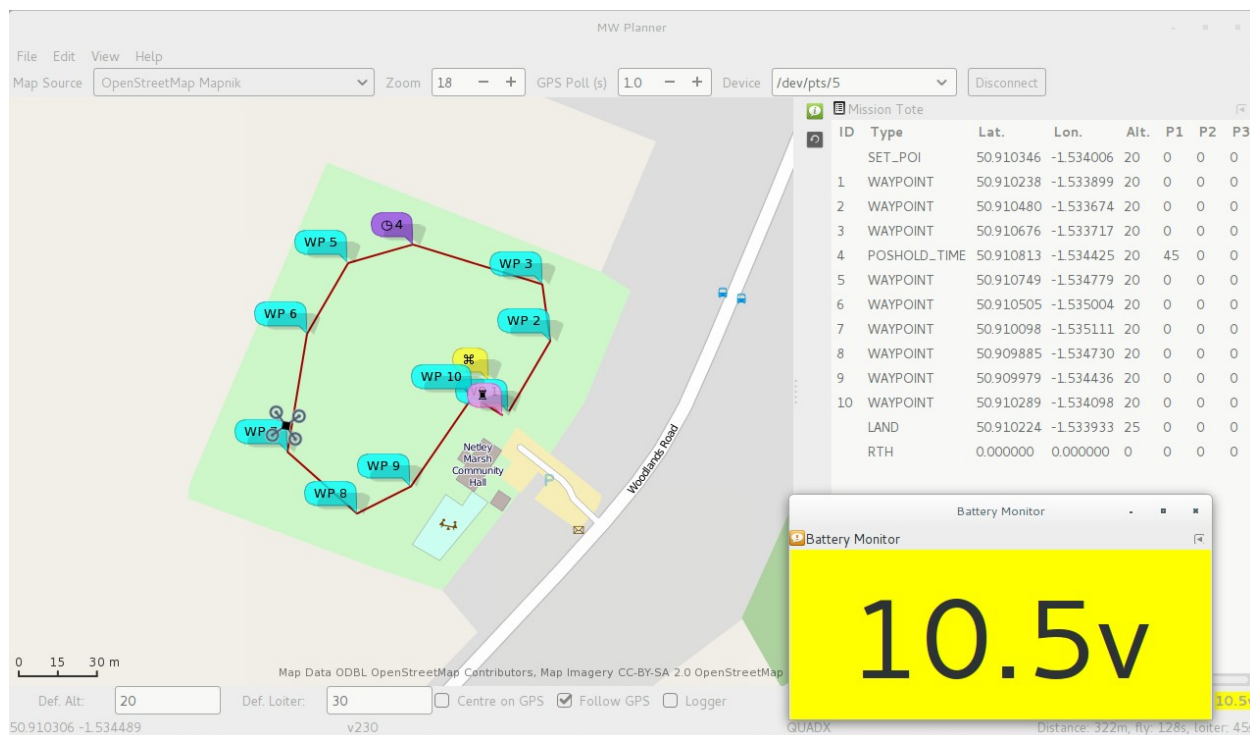 MW Planner
File Edit View Help
Map Source OpenStreetMap Mapnik Zoom 18 − + GPS Poll (s) 1.0 − + Device /dev/pts/5 Disconnect
Mission Tote
ID Type Lat. Lon. Alt. P1 P2 P3
SET_POI 50.910346 -1.534006 20 0 0 0
1 WAYPOINT 50.910238 -1.533899 20 0 0 0
2 WAYPOINT 50.910480 -1.533674 20 0 0 0
3 WAYPOINT 50.910676 -1.533717 20 0 0 0
4 POSHOLD_TIME 50.910813 -1.534425 20 45 0 0
5 WAYPOINT 50.910749 -1.534779 20 0 0 0
6 WAYPOINT 50.910505 -1.535004 20 0 0 0
7 WAYPOINT 50.910098 -1.535111 20 0 0 0
8 WAYPOINT 50.909885 -1.534730 20 0 0 0
9 WAYPOINT 50.909979 -1.534436 20 0 0 0
10 WAYPOINT 50.910289 -1.534098 20 0 0 0
LAND 50.910224 -1.533933 25 0 0 0
RTH 0.000000 0.000000 0 0 0 0
4
WP 5
WP 3
WP 6
WP 2
WP 10
WP
WP 9
WP 8
Netley
Marsh
Community
Hall
P
Woodlands Road
Battery Monitor
Battery Monitor
10.5v
0 15 30 m
Map Data ODBL OpenStreetMap Contributors, Map Imagery CC-BY-SA 2.0 OpenStreetMap
Def. Alt: 20 Def. Loiter: 30 Centre on GPS Follow GPS Logger 10.5v
50.910306 -1.534489 v230 QUADX Distance: 322m, fly: 128s, loiter: 45s